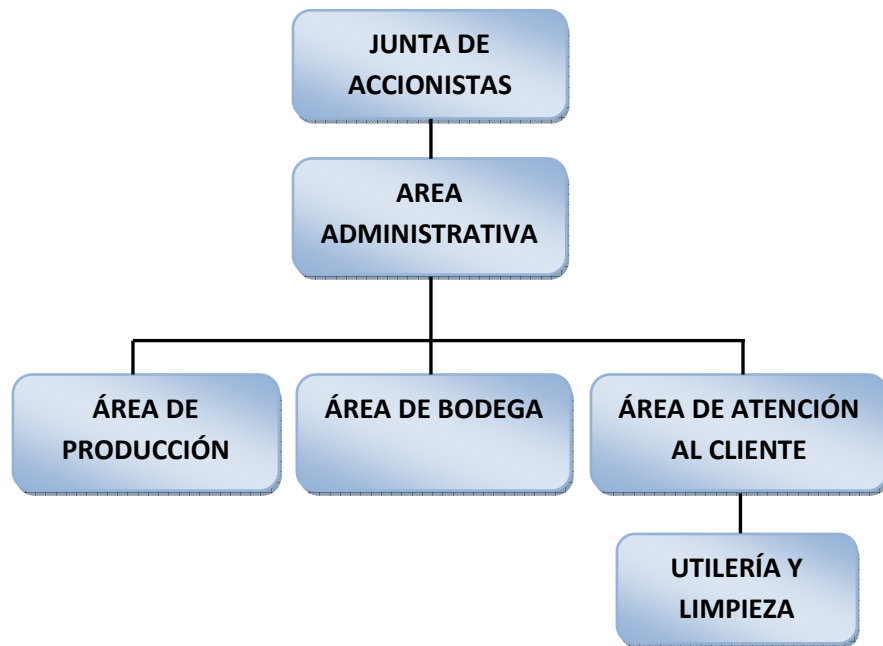 JUNTA DE
ACCIONISTAS
AREA
ADMINISTRATIVA
ÁREA DE
PRODUCCIÓN
ÁREA DE BODEGA
ÁREA DE ATENCIÓN
AL CLIENTE
UTILERÍA Y
LIMPIEZA